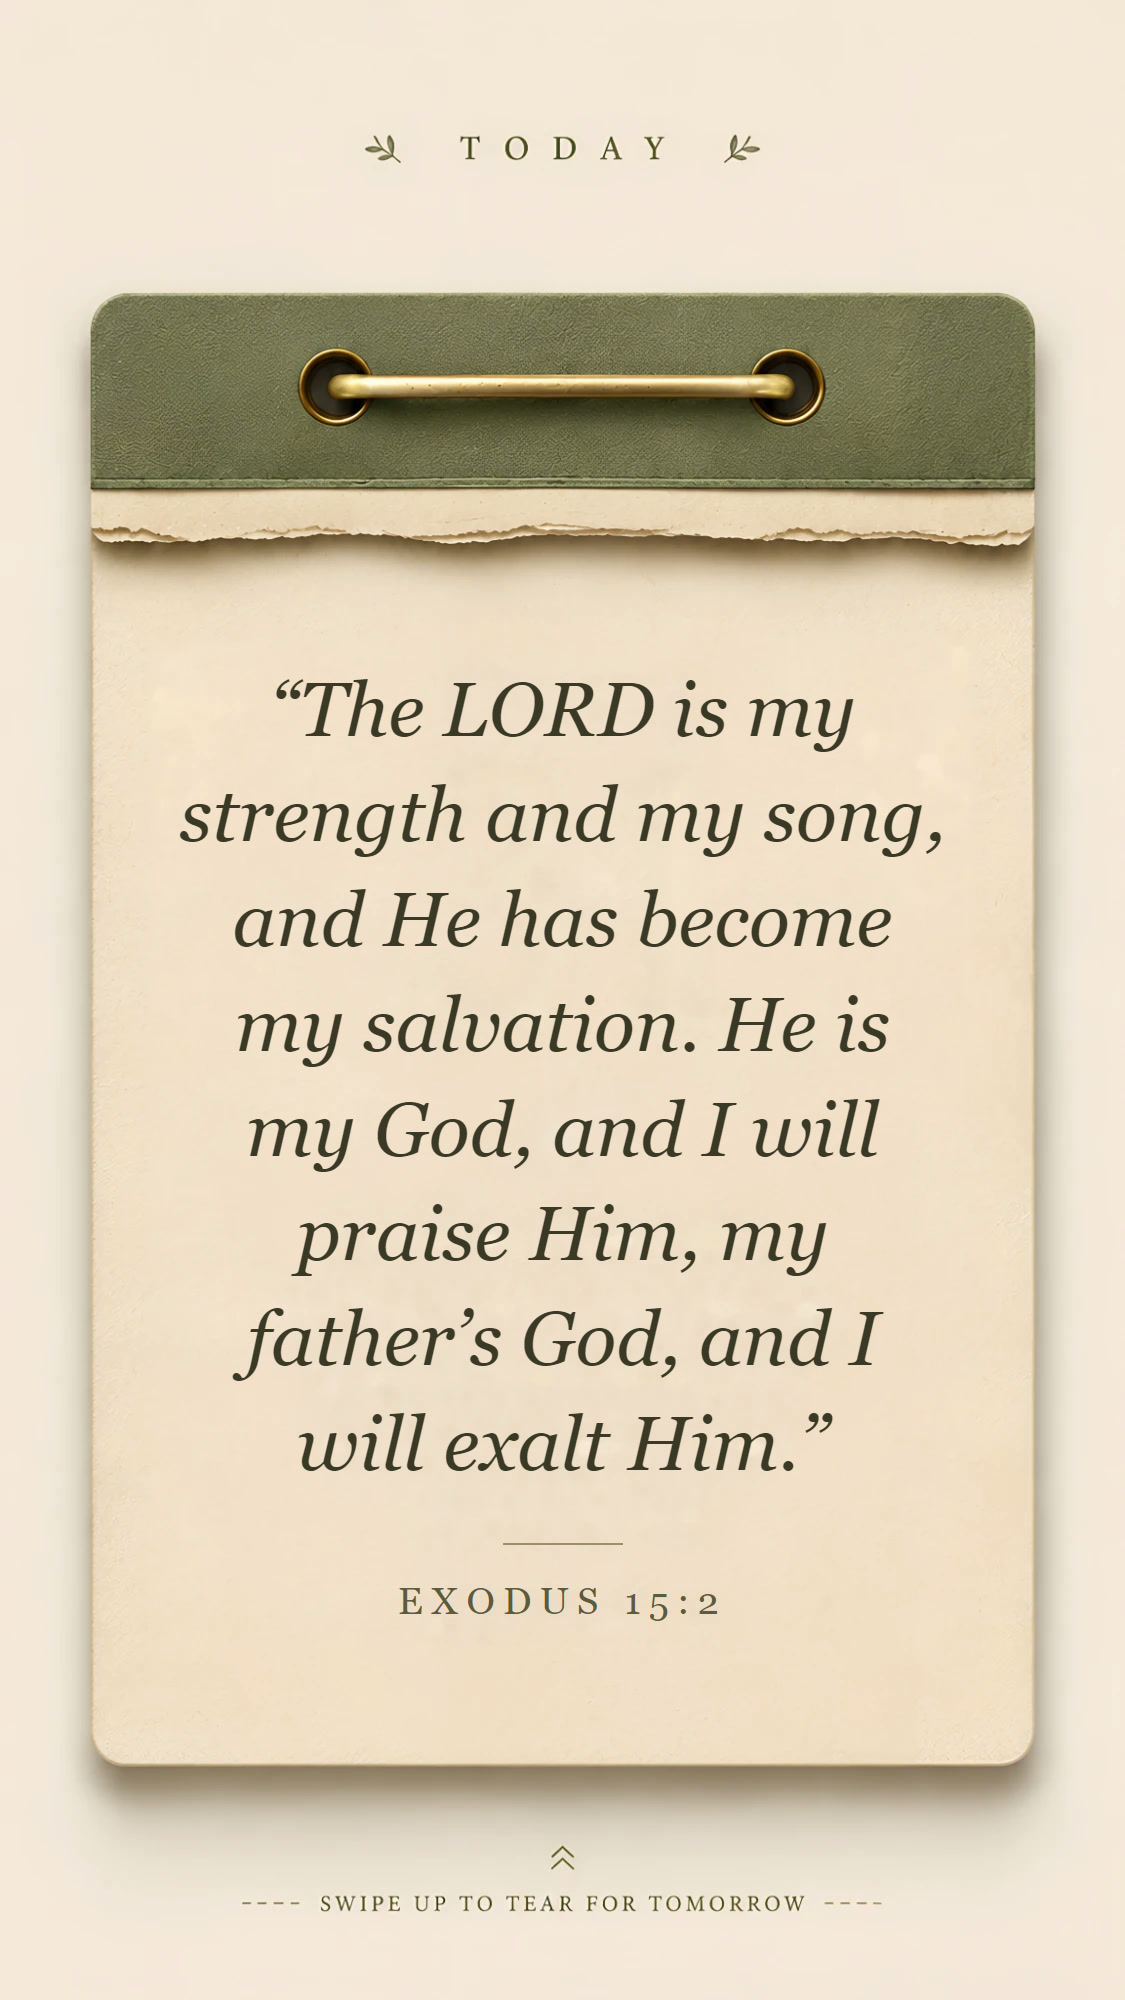 TODAY
“The LORD is my
strength and my song,
and He has become
my salvation. He is
my God, and I will
praise Him, my
father’s God, and I
will exalt Him.”
EXODUS 15:2
SWIPE UP TO TEAR FOR TOMORROW